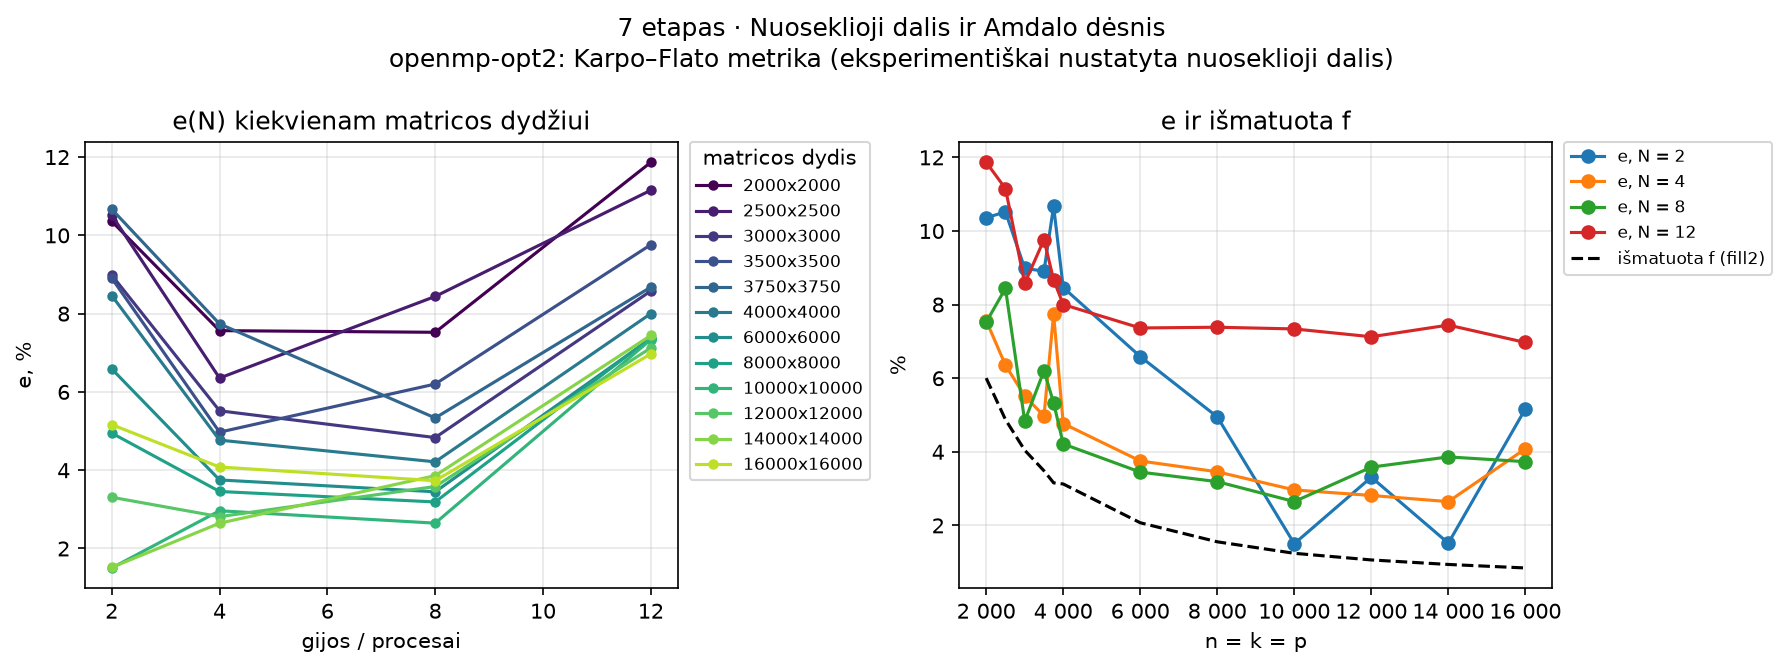 7 etapas · Nuoseklioji dalis ir Amdalo dėsnis
openmp-opt2: Karpo–Flato metrika (eksperimentiškai nustatyta nuoseklioji dalis)
e(N) kiekvienam matricos dydžiui
e, %
12
10
8
6
4
2
2
4
6
8
10
12
gijos / procesai
matricos dydis
2000x2000
2500x2500
3000x3000
3500x3500
3750x3750
4000x4000
6000x6000
8000x8000
10000x10000
12000x12000
14000x14000
16000x16000
e ir išmatuota f
%
12
10
8
6
4
2
2 000
4 000
6 000
8 000
10 000
12 000
14 000
16 000
n = k = p
e, N = 2
e, N = 4
e, N = 8
e, N = 12
išmatuota f (fill2)